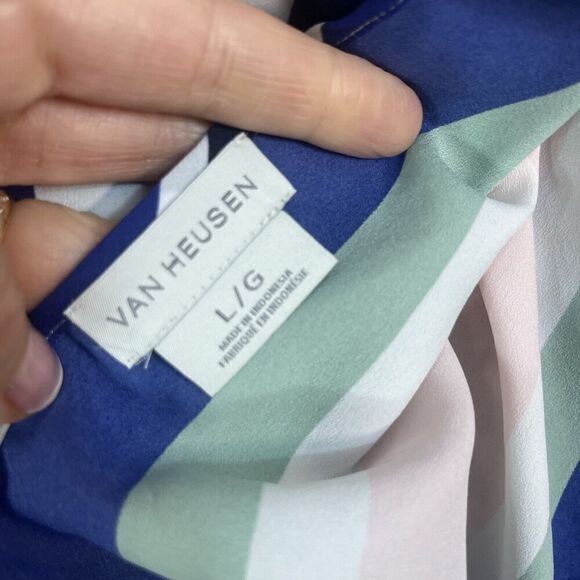 VAN HEUSEN
L/G
MADE IN INDONESIA
FABRIQUÉ EN INDONÉSIE